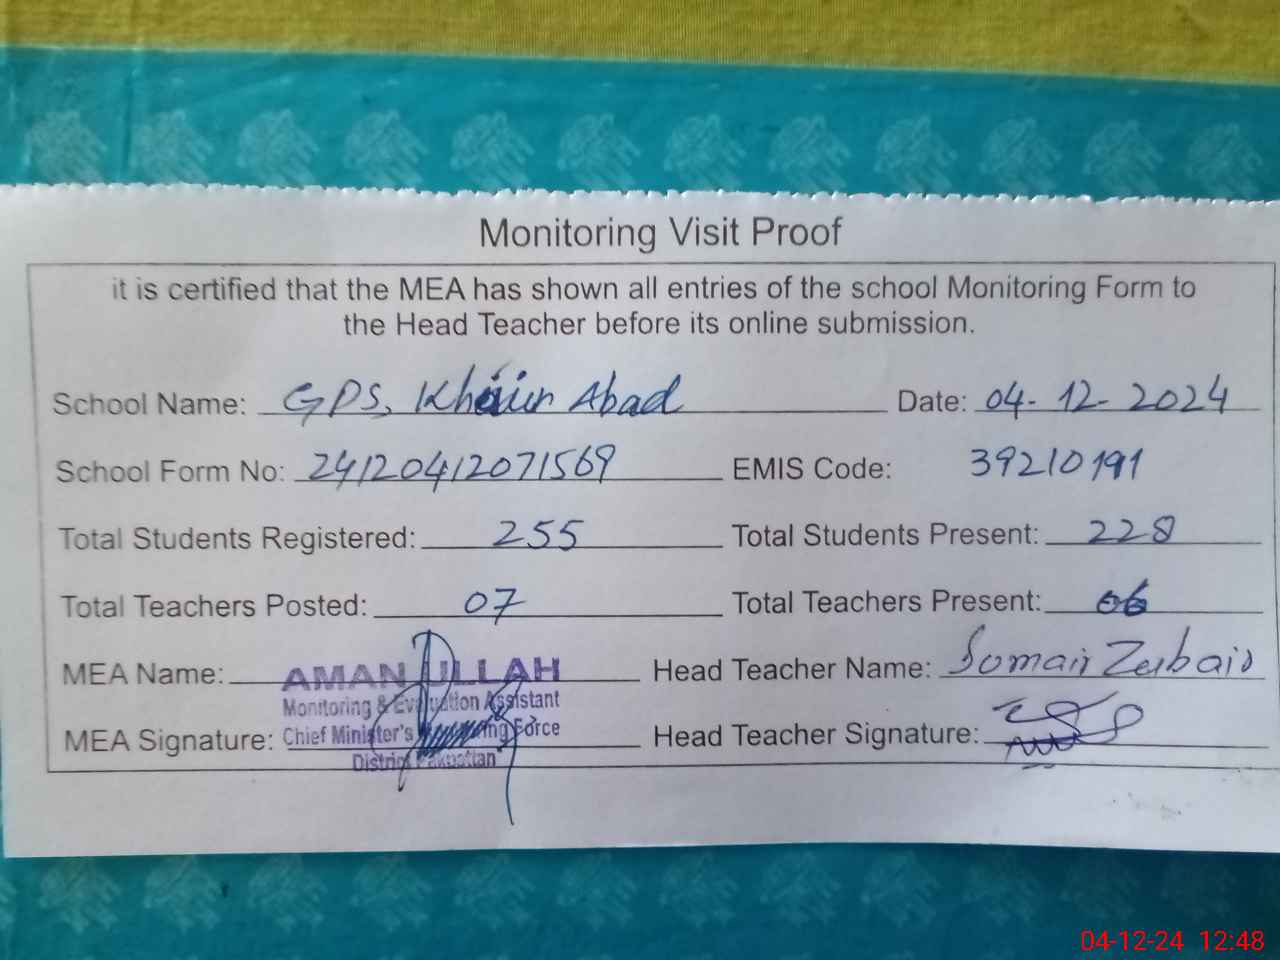 Monitoring Visit Proof
it is certified that the MEA has shown all entries of the school Monitoring Form to
the Head Teacher before its online submission.
School Name: GPS, Khair Abad Date: 04-12-2024
School Form No: 24120412071569 EMIS Code: 39210191
Total Students Registered: 255 Total Students Present: 228
Total Teachers Posted: 07 Total Teachers Present: 06
MEA Name: AMAN ULLAH Head Teacher Name: Zubair
Monitoring & Evaluation Assistant
MEA Signature: Chief Minister's Monitoring Force Head Teacher Signature:
District Pakpattan
04-12-24 12:48